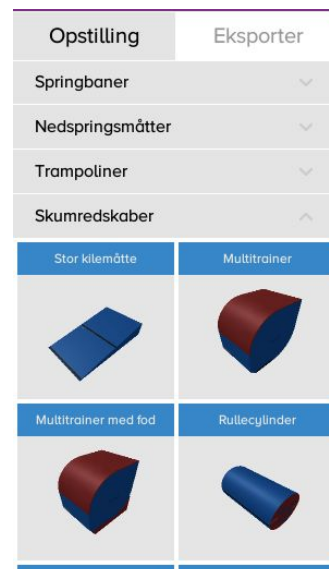 Opstilling Eksporter
Springbaner
Nedspringsmåtter
Trampoliner
Skumredskaber
Stor kilemåtte Multitrainer
Multitrainer med fod Rullecylinder